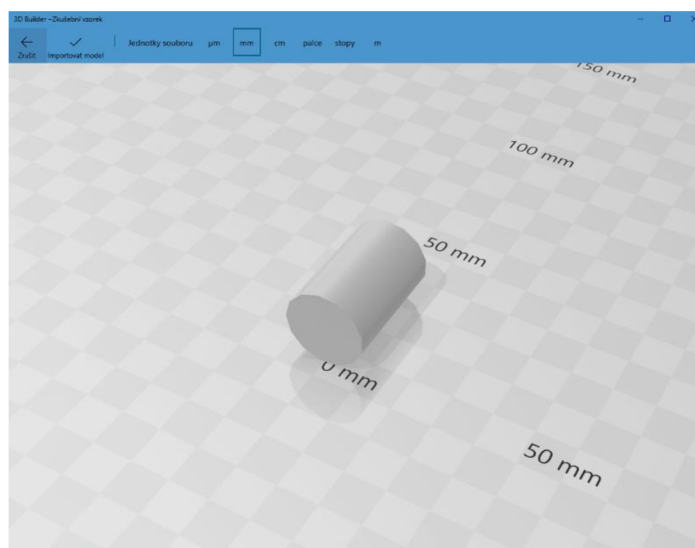 3D Builder –Zkušební vzorek
Zrušit
Importovat model
Jednotky souboru µm mm cm palce stopy m
150 mm
100 mm
50 mm
0 mm
50 mm